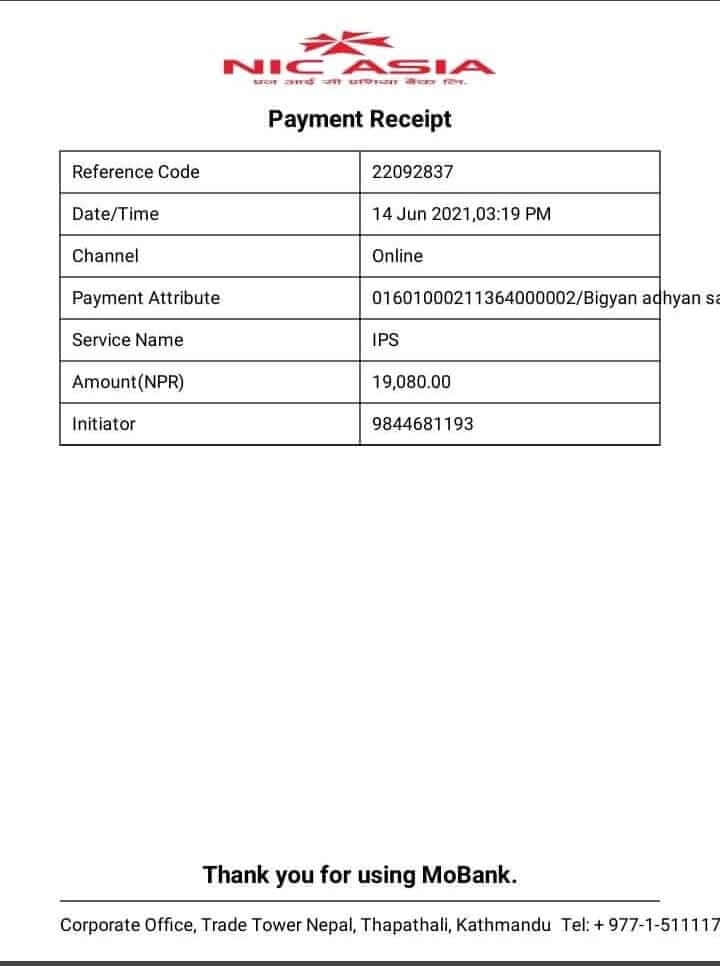 NIC ASIA
एन आई सी एशिया बैंक लि.
Payment Receipt
Reference Code 22092837
Date/Time 14 Jun 2021,03:19 PM
Channel Online
Payment Attribute 01601000211364000002/Bigyan adhyan sa
Service Name IPS
Amount(NPR) 19,080.00
Initiator 9844681193
Thank you for using MoBank.
Corporate Office, Trade Tower Nepal, Thapathali, Kathmandu Tel: + 977-1-511117